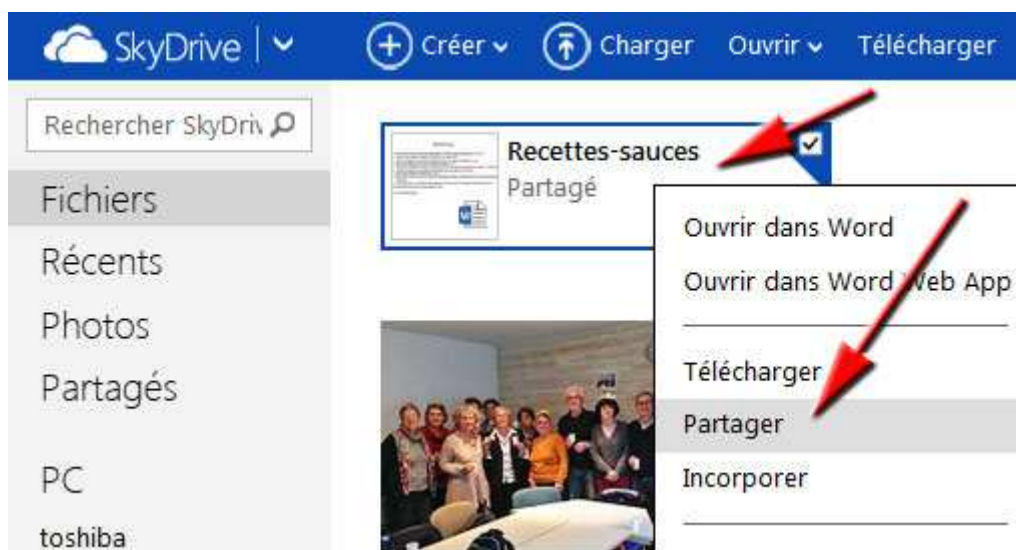 SkyDrive | Créer Charger Ouvrir Télécharger
Rechercher SkyDriv
Fichiers
Récents
Photos
Partagés
PC
toshiba
Recettes-sauces
Partagé
Ouvrir dans Word
Ouvrir dans Word Web App
Télécharger
Partager
Incorporer